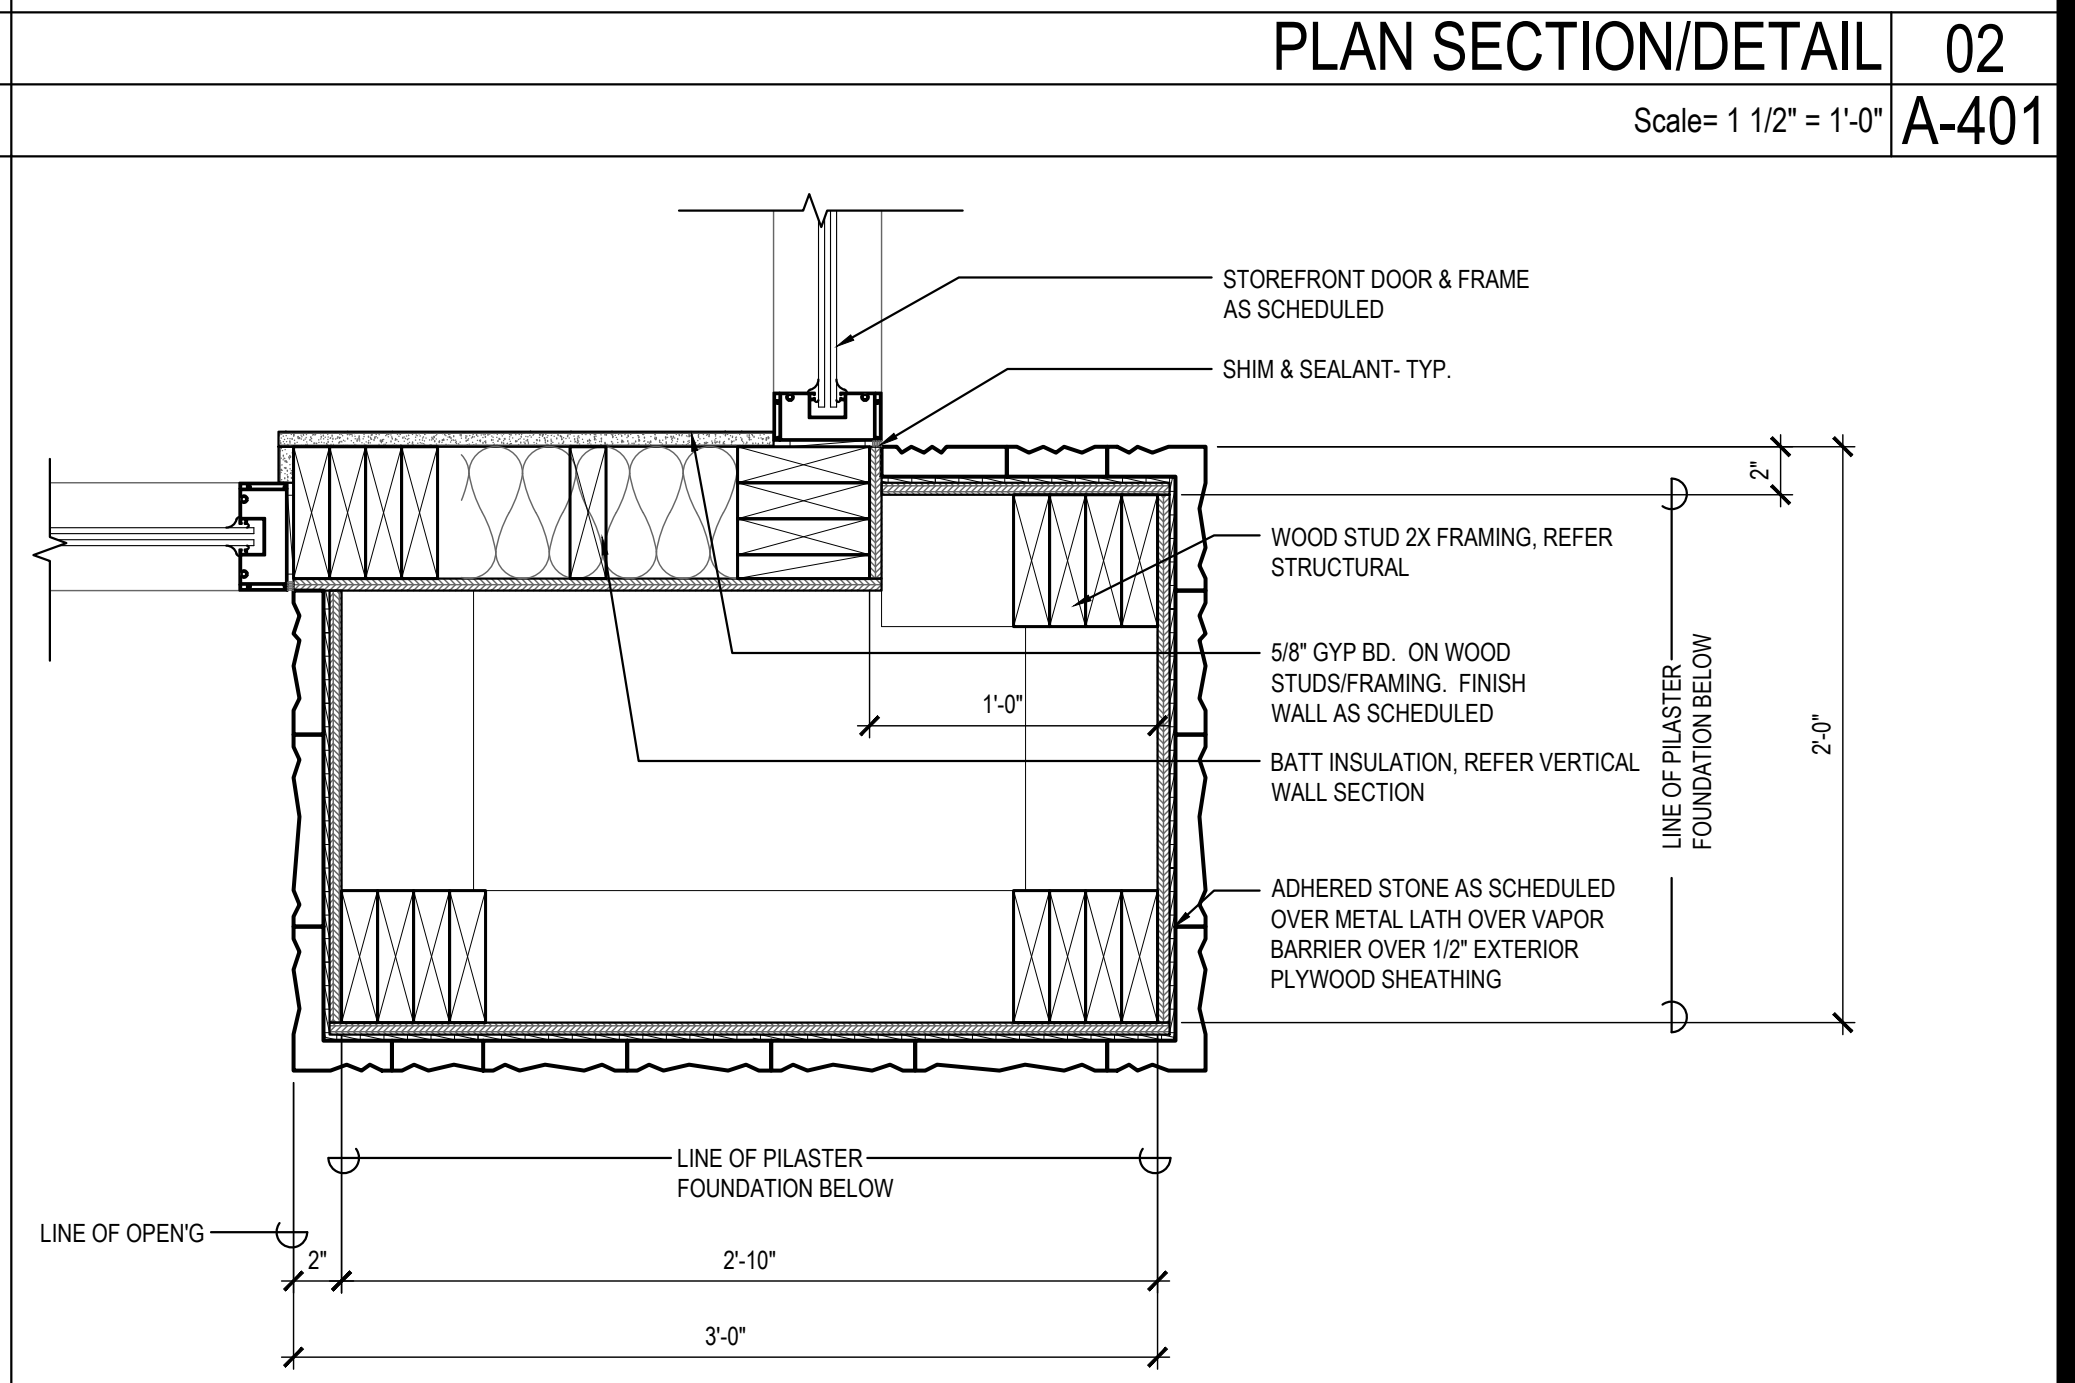 PLAN SECTION/DETAIL 02
Scale= 1 1/2" = 1'-0" A-401
STOREFRONT DOOR & FRAME
AS SCHEDULED
SHIM & SEALANT- TYP.
2"
WOOD STUD 2X FRAMING, REFER
STRUCTURAL
5/8" GYP BD. ON WOOD
STUDS/FRAMING. FINISH
WALL AS SCHEDULED
1'-0"
BATT INSULATION, REFER VERTICAL
WALL SECTION
LINE OF PILASTER
FOUNDATION BELOW
2'-0"
ADHERED STONE AS SCHEDULED
OVER METAL LATH OVER VAPOR
BARRIER OVER 1/2" EXTERIOR
PLYWOOD SHEATHING
LINE OF PILASTER
FOUNDATION BELOW
LINE OF OPEN'G
2"
2'-10"
3'-0"